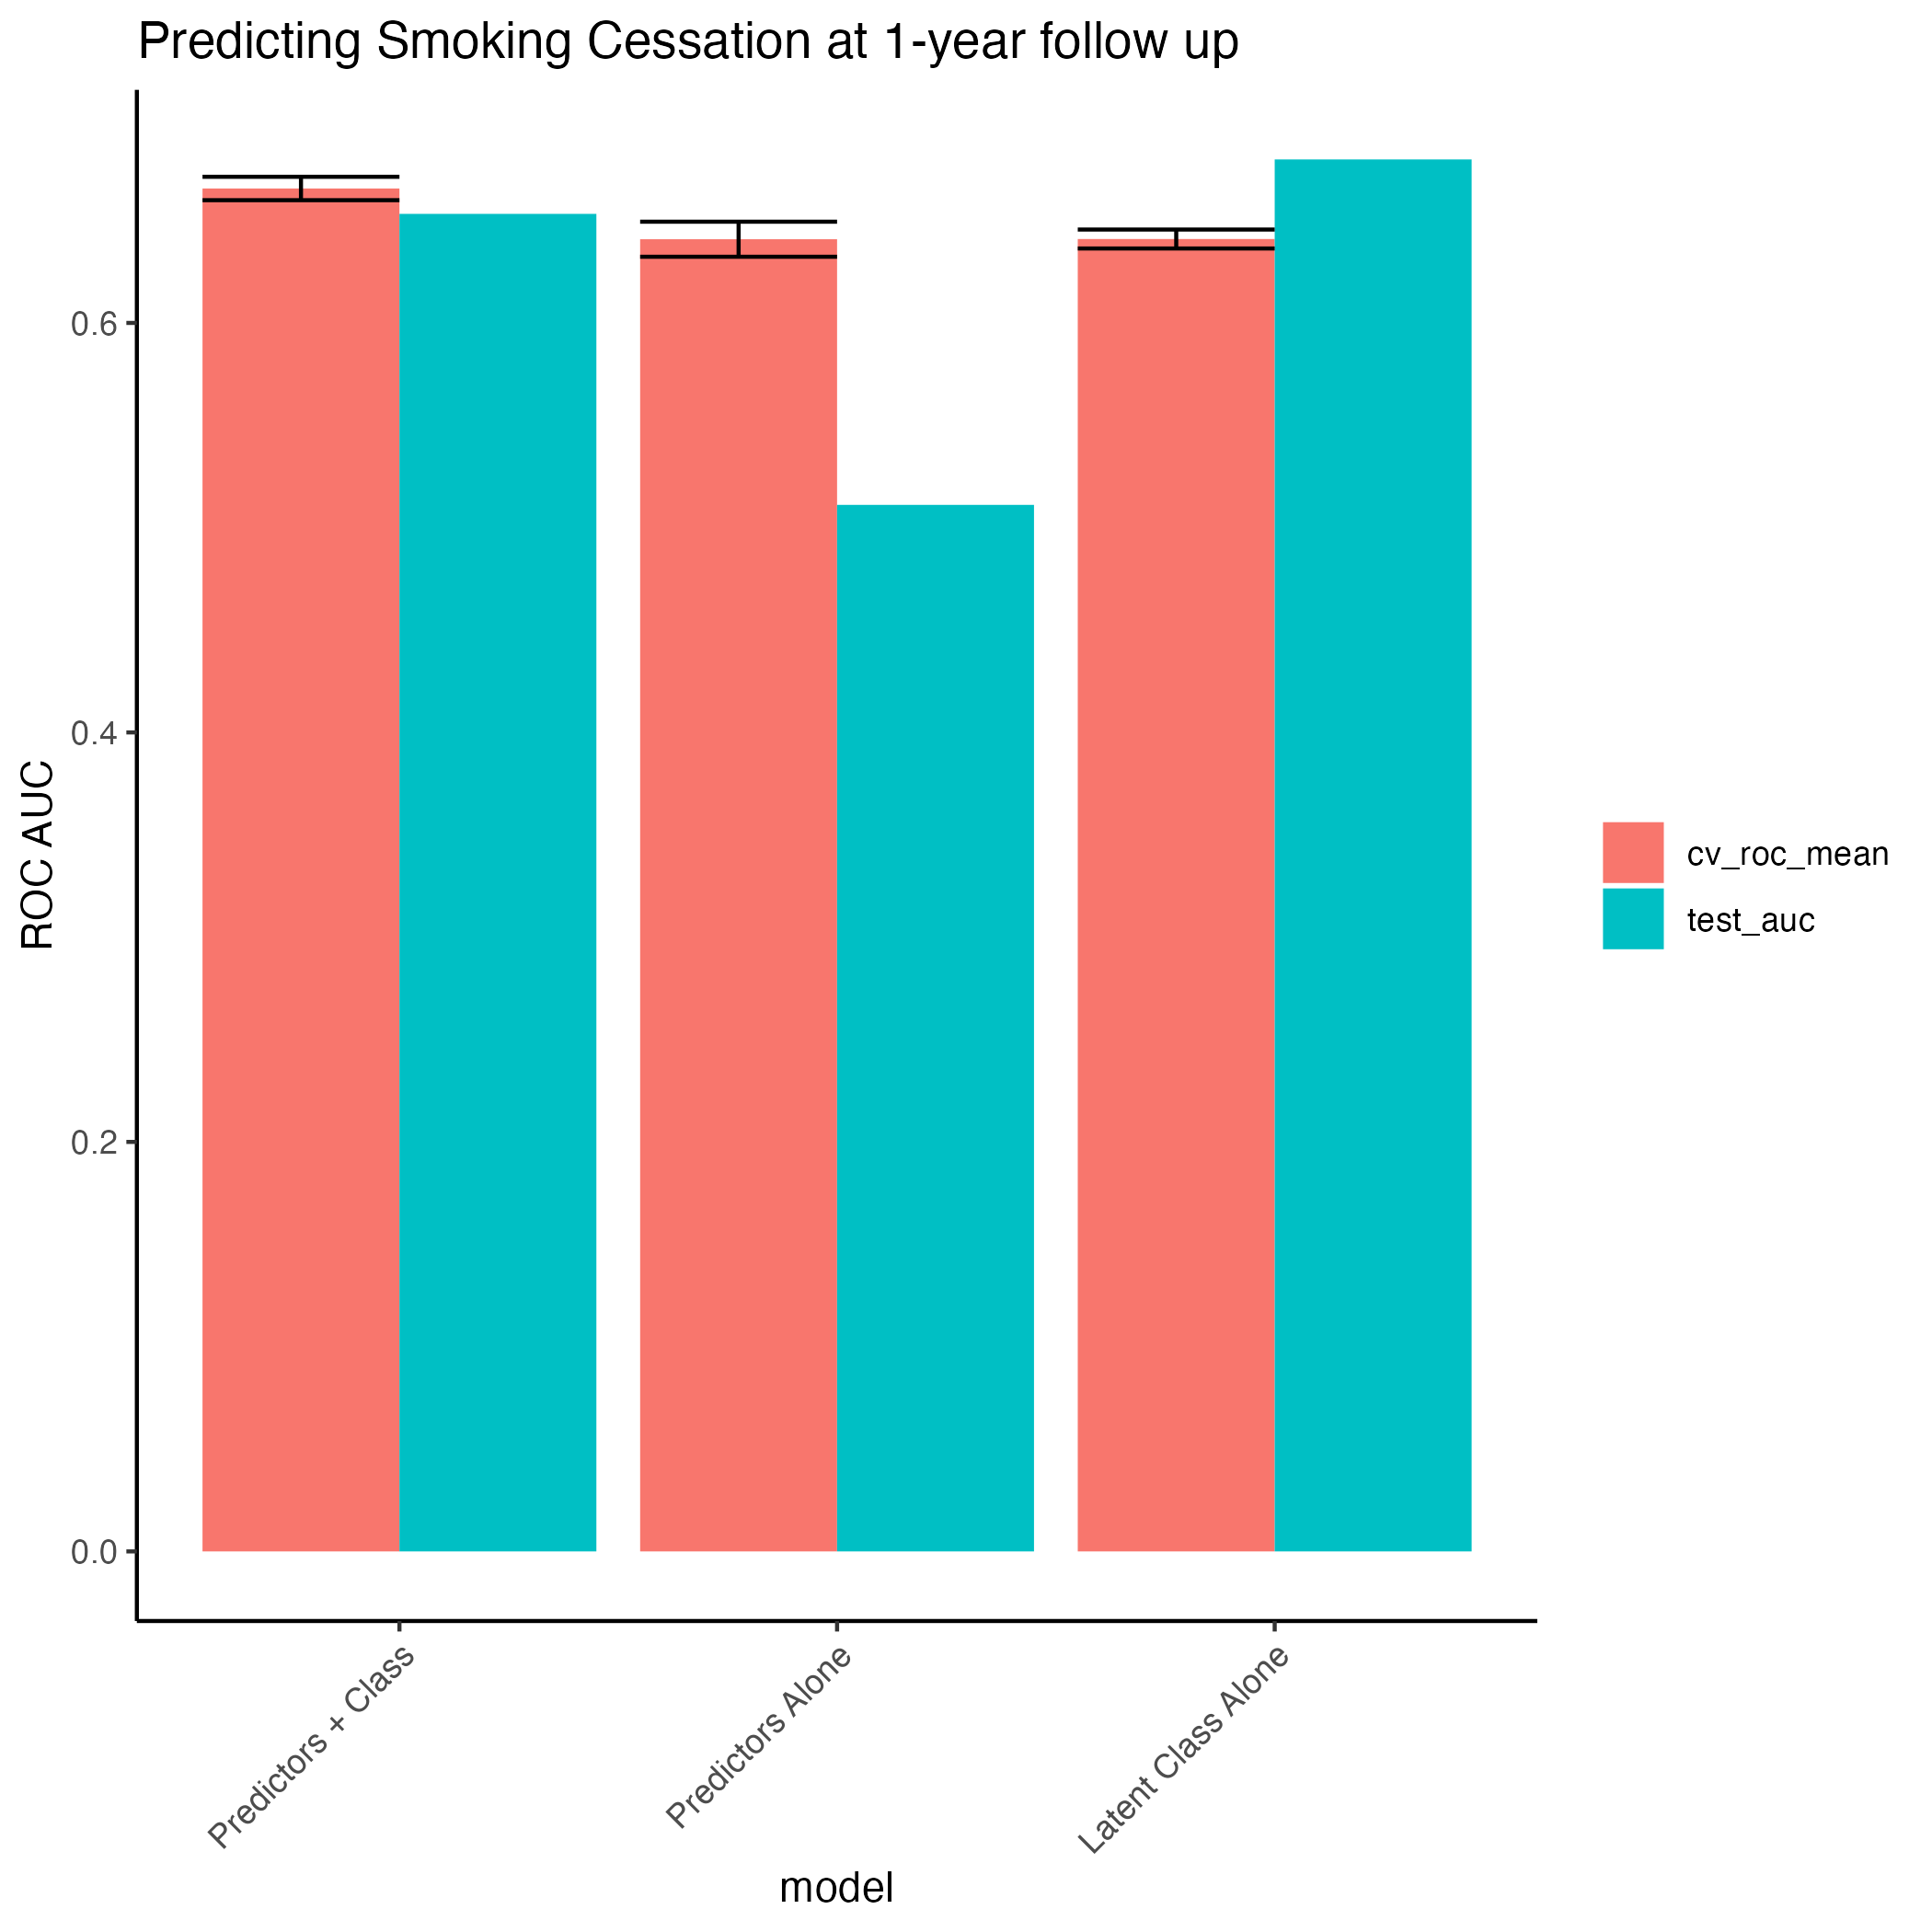 Predicting Smoking Cessation at 1-year follow up
ROC AUC
0.6
0.4
0.2
0.0
Predictors + Class
Predictors Alone
Latent Class Alone
model
cv_roc_mean
test_auc